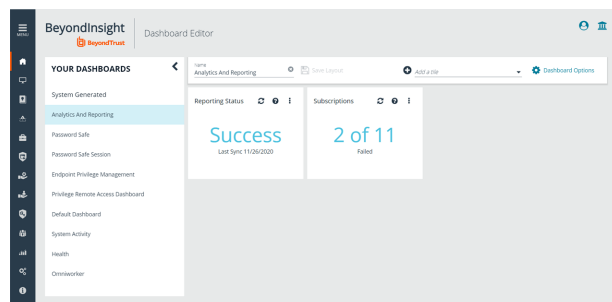 MENU
BeyondInsight
BeyondTrust
Dashboard Editor
YOUR DASHBOARDS
System Generated
Analytics And Reporting
Password Safe
Password Safe Session
Endpoint Privilege Management
Privilege Remote Access Dashboard
Default Dashboard
System Activity
Health
Omniworker
Name
Analytics And Reporting
Save Layout
Add a tile
Dashboard Options
Reporting Status
Success
Last Sync 11/26/2020
Subscriptions
2 of 11
Failed